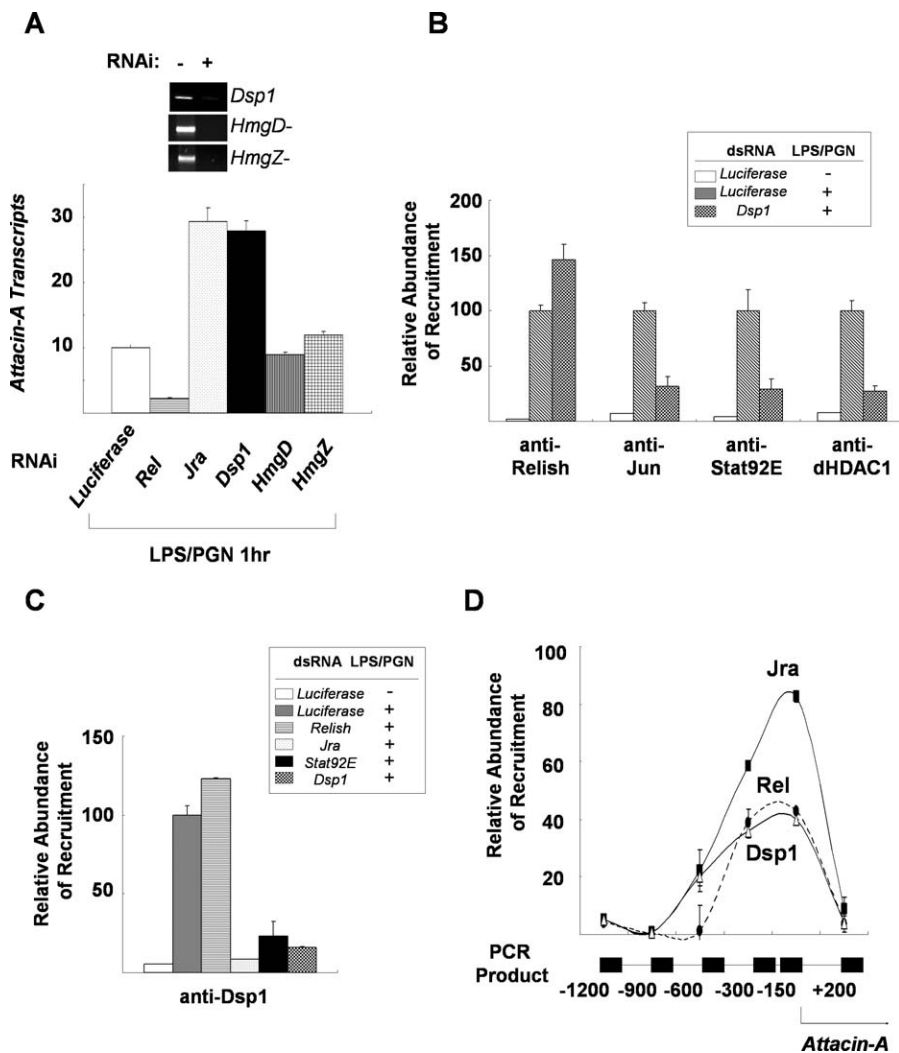 A
RNAi: - +
Dsp1
HmgD-
HmgZ-
Attacin-A Transcripts
30
20
10
RNAi
Luciferase
Rel
Jra
Dsp1
HmgD
HmgZ
LPS/PGN 1hr
B
dsRNA LPS/PGN
Luciferase -
Luciferase +
Dsp1 +
Relative Abundance
of Recruitment
200
150
100
50
anti-
Relish
anti-
Jun
anti-
Stat92E
anti-
dHDAC1
C
dsRNA LPS/PGN
Luciferase -
Luciferase +
Relish +
Jra +
Stat92E +
Dsp1 +
Relative Abundance
of Recruitment
150
100
50
anti-Dsp1
D
Relative Abundance
of Recruitment
100
80
60
40
20
Jra
Rel
Dsp1
PCR
Product
-1200 -900 -600 -300 -150 +200
Attacin-A